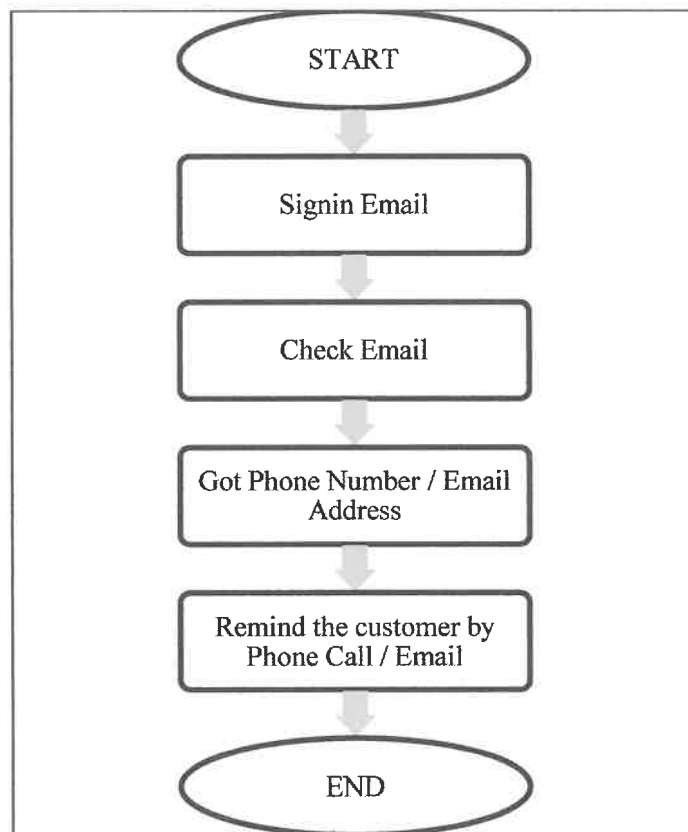 START
Signin Email
Check Email
Got Phone Number / Email
Address
Remind the customer by
Phone Call / Email
END